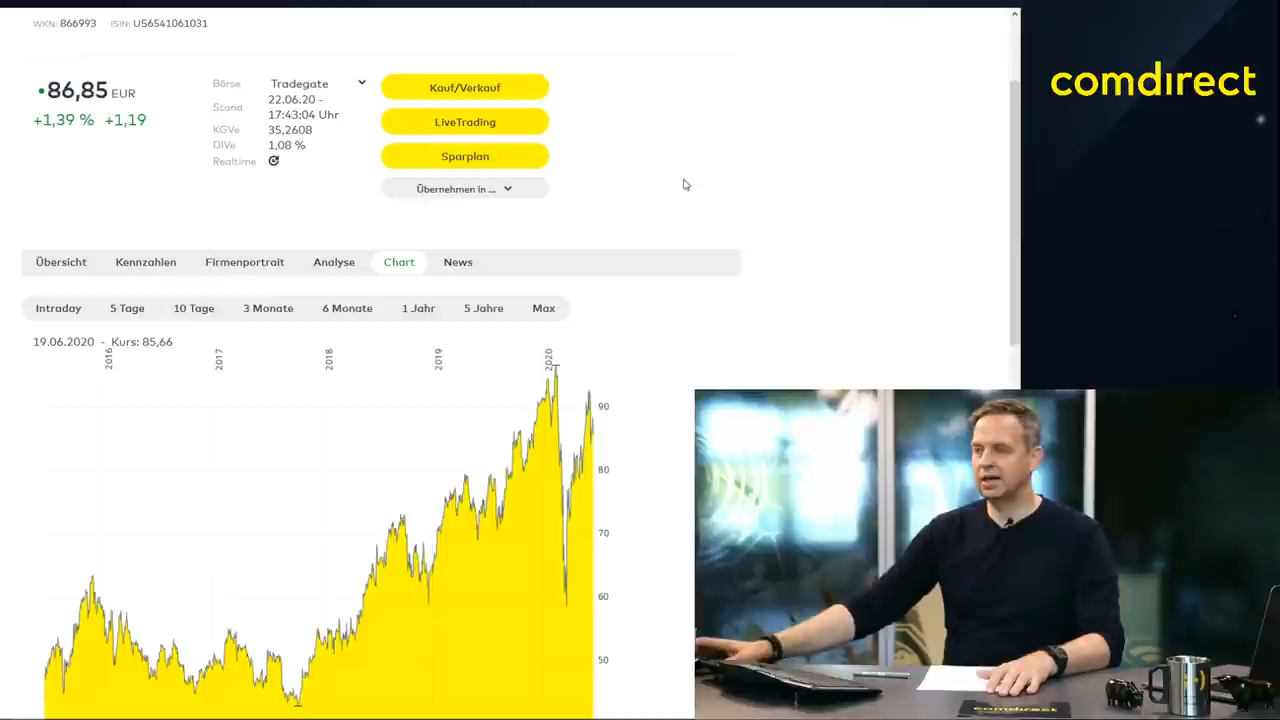 WKN: 866993 ISIN: US6541061031
comdirect
86,85 EUR
+1,39 % +1,19
Börse Tradegate
Stand 22.06.20 -
17:43:04 Uhr
KGVe 35,2608
DIVe 1,08 %
Realtime
Kauf/Verkauf
LiveTrading
Sparplan
Übernehmen in ...
Übersicht Kennzahlen Firmenportrait Analyse Chart News
Intraday 5 Tage 10 Tage 3 Monate 6 Monate 1 Jahr 5 Jahre Max
19.06.2020 - Kurs: 85,66
2016 2017 2018 2019 2020
90
80
70
60
50
comdirect